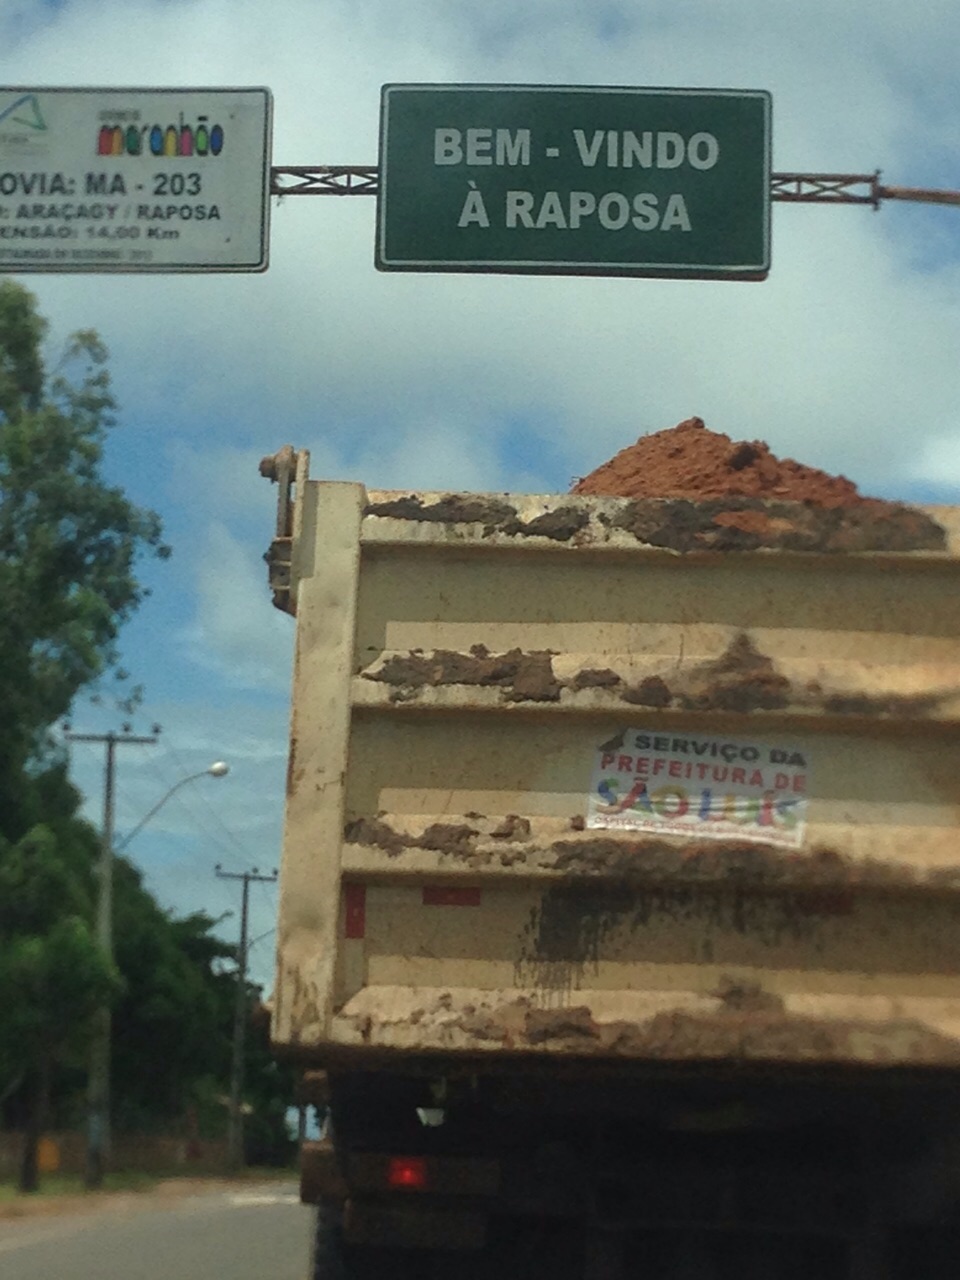 maranhão
OVIA: MA - 203
: ARAÇAGY / RAPOSA
ENSÃO: 14,00 Km
BEM - VINDO
À RAPOSA
SERVIÇO DA
PREFEITURA DE
SÃO LUÍS